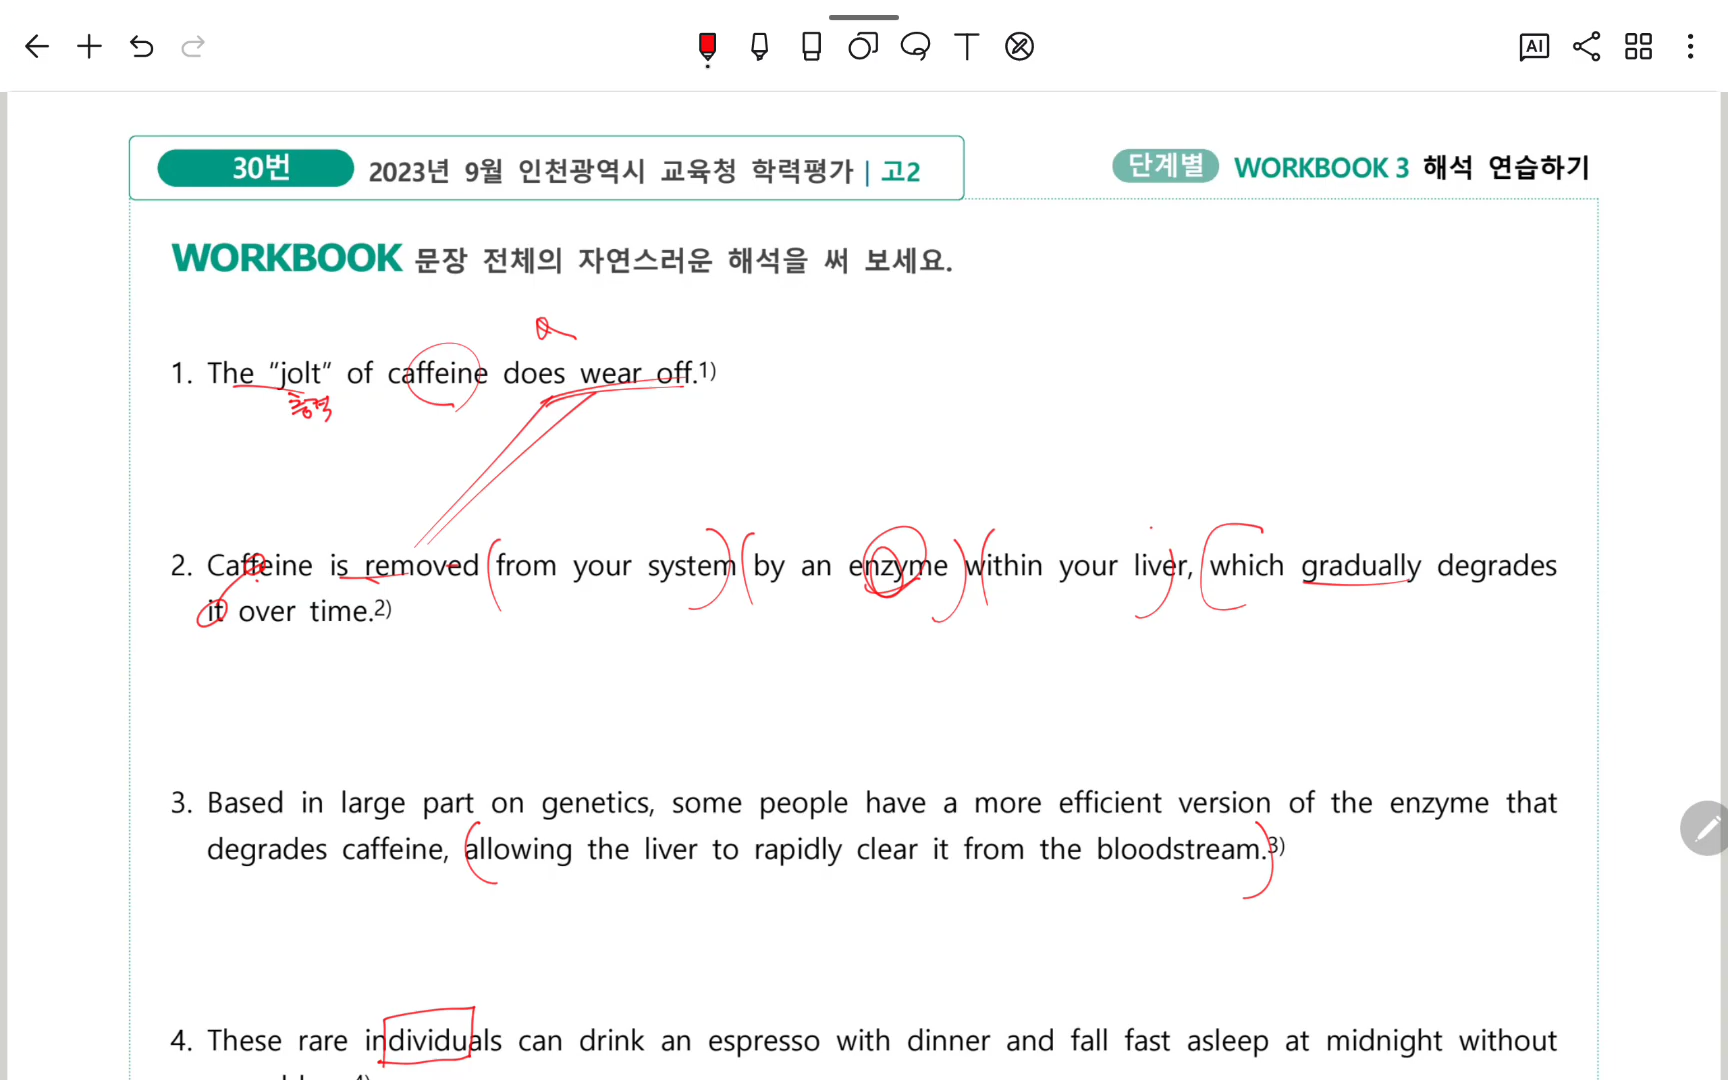 AI
30번 2023년 9월 인천광역시 교육청 학력평가 | 고2
단계별 WORKBOOK 3 해석 연습하기
WORKBOOK 문장 전체의 자연스러운 해석을 써 보세요.
1. The “jolt” of caffeine does wear off.1)
충격
2. Caffeine is removed from your system by an enzyme within your liver, which gradually degrades
it over time.2)
3. Based in large part on genetics, some people have a more efficient version of the enzyme that
degrades caffeine, allowing the liver to rapidly clear it from the bloodstream.3)
4. These rare individuals can drink an espresso with dinner and fall fast asleep at midnight without